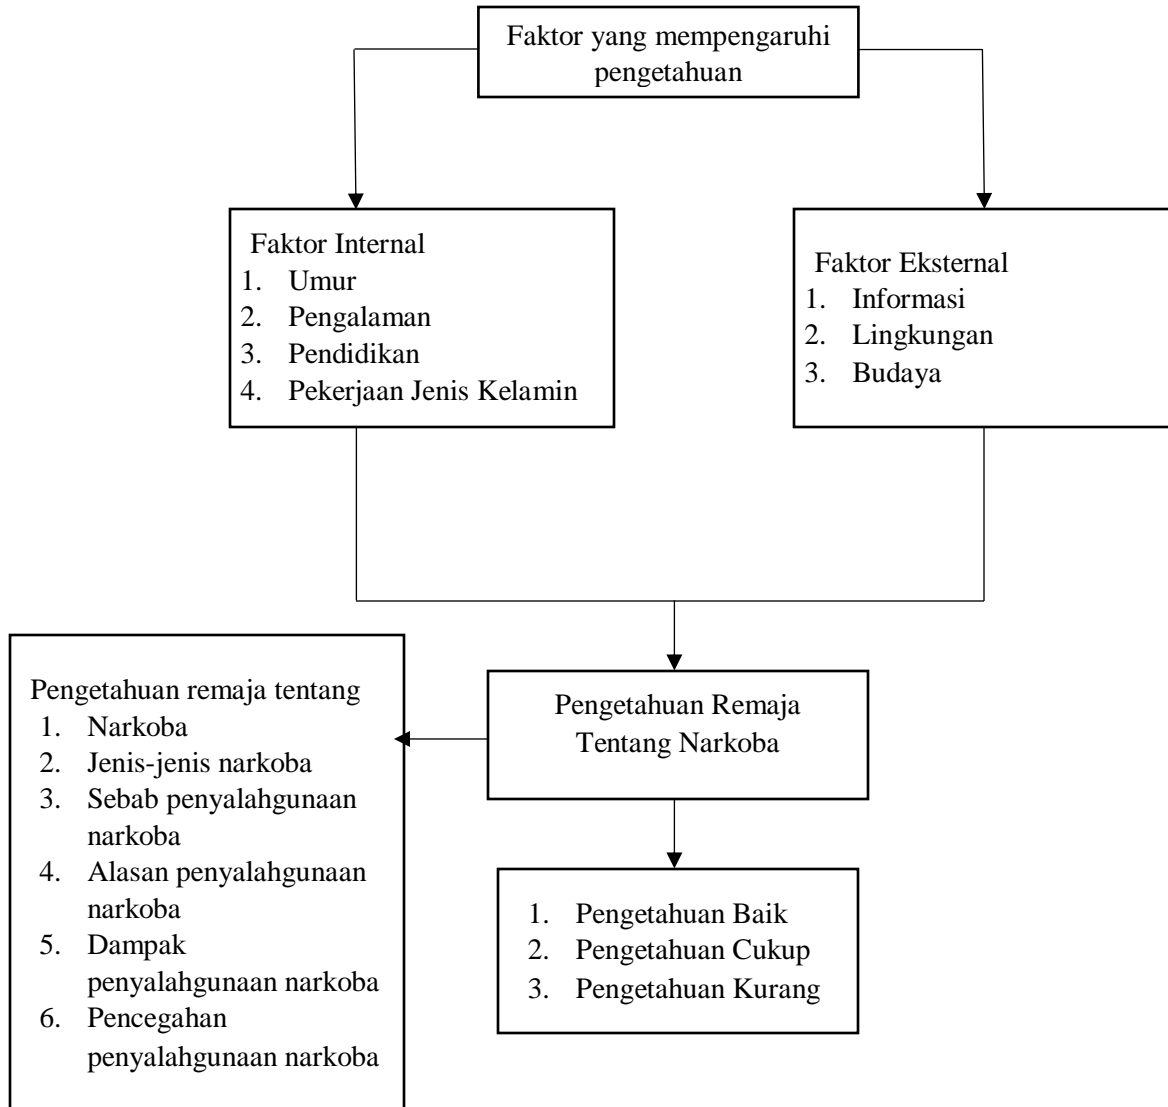 Faktor yang mempengaruhi
pengetahuan
Faktor Internal
1. Umur
2. Pengalaman
3. Pendidikan
4. Pekerjaan Jenis Kelamin
Faktor Eksternal
1. Informasi
2. Lingkungan
3. Budaya
Pengetahuan remaja tentang
1. Narkoba
2. Jenis-jenis narkoba
3. Sebab penyalahgunaan
narkoba
4. Alasan penyalahgunaan
narkoba
5. Dampak
penyalahgunaan narkoba
6. Pencegahan
penyalahgunaan narkoba
Pengetahuan Remaja
Tentang Narkoba
1. Pengetahuan Baik
2. Pengetahuan Cukup
3. Pengetahuan Kurang